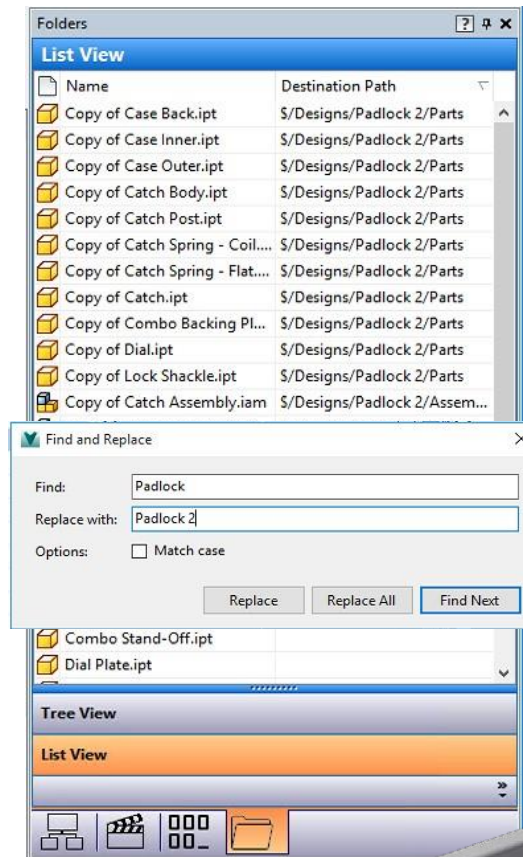 Folders
List View
Name Destination Path
Copy of Case Back.ipt $/Designs/Padlock 2/Parts
Copy of Case Inner.ipt $/Designs/Padlock 2/Parts
Copy of Case Outer.ipt $/Designs/Padlock 2/Parts
Copy of Catch Body.ipt $/Designs/Padlock 2/Parts
Copy of Catch Post.ipt $/Designs/Padlock 2/Parts
Copy of Catch Spring - Coil.... $/Designs/Padlock 2/Parts
Copy of Catch Spring - Flat.... $/Designs/Padlock 2/Parts
Copy of Catch.ipt $/Designs/Padlock 2/Parts
Copy of Combo Backing Pl... $/Designs/Padlock 2/Parts
Copy of Dial.ipt $/Designs/Padlock 2/Parts
Copy of Lock Shackle.ipt $/Designs/Padlock 2/Parts
Copy of Catch Assembly.iam $/Designs/Padlock 2/Assem...
Find and Replace
Find: Padlock
Replace with: Padlock 2
Options: Match case
Replace Replace All Find Next
Combo Stand-Off.ipt
Dial Plate.ipt
Tree View
List View